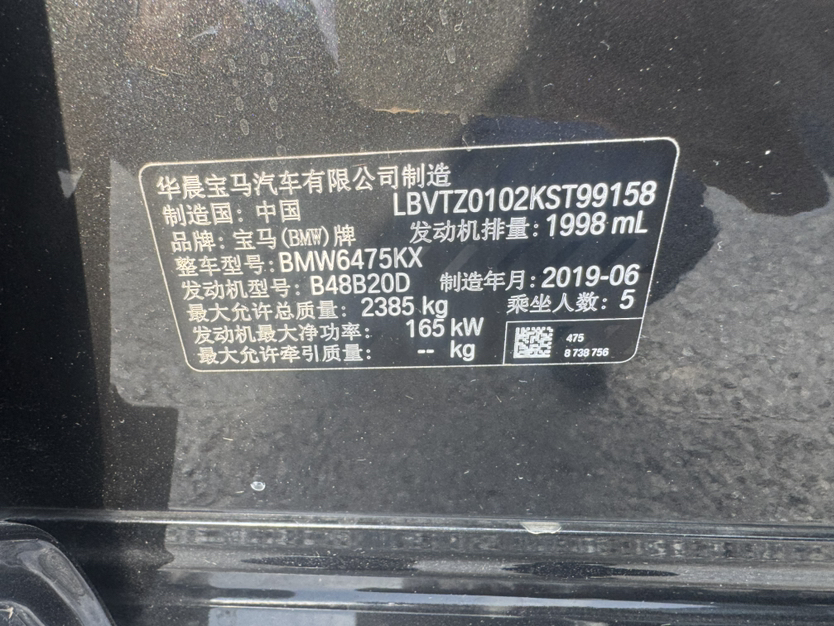 华晨宝马汽车有限公司制造
制造国：中国 LBVTZ0102KST99158
品牌：宝马(BMW)牌 发动机排量：1998 mL
整车型号：BMW6475KX
发动机型号：B48B20D 制造年月：2019-06
最大允许总质量： 2385 kg 乘坐人数：5
发动机最大净功率： 165 kW
最大允许牵引质量： -- kg
475
8 738 756